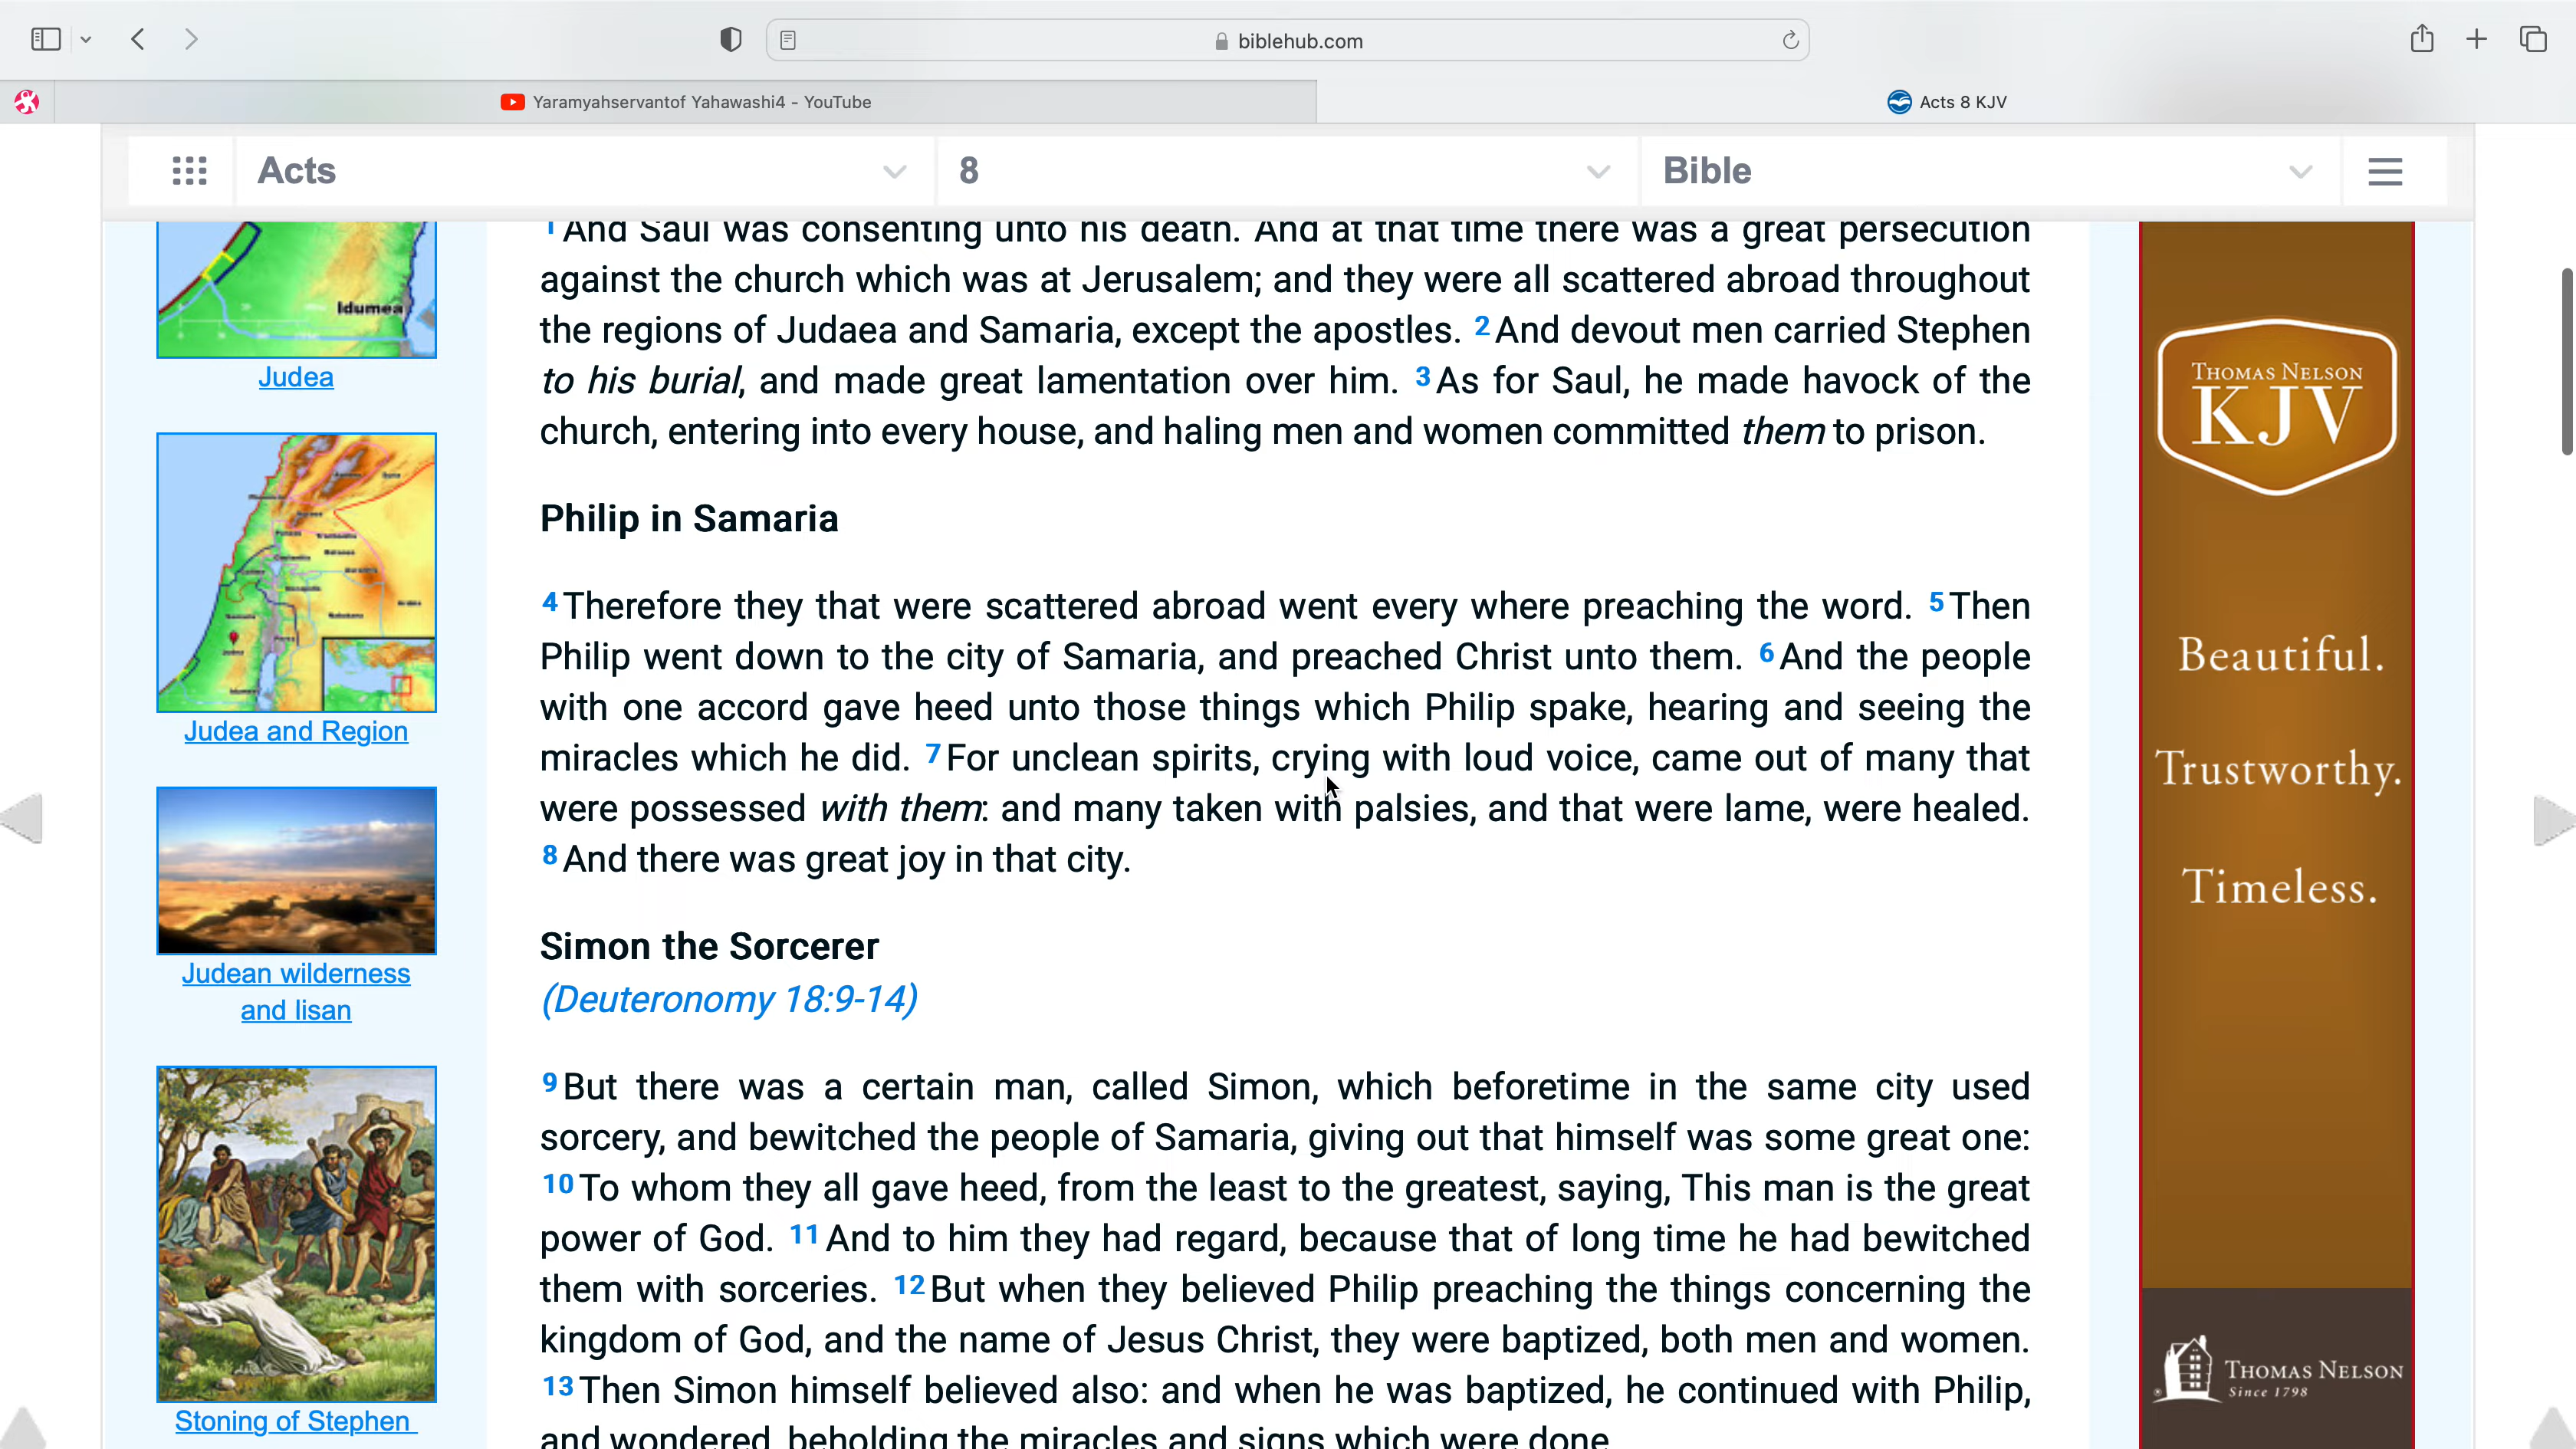 biblehub.com
Yaramyahservantof Yahawashi4 - YouTube
Acts 8 KJV
Acts
8
Bible
Idumea
Judea
Judea and Region
Judean wilderness
and lisan
Stoning of Stephen
1 And Saul was consenting unto his death. And at that time there was a great persecution
against the church which was at Jerusalem; and they were all scattered abroad throughout
the regions of Judaea and Samaria, except the apostles. 2 And devout men carried Stephen
to his burial, and made great lamentation over him. 3 As for Saul, he made havock of the
church, entering into every house, and haling men and women committed them to prison.
Philip in Samaria
4 Therefore they that were scattered abroad went every where preaching the word. 5 Then
Philip went down to the city of Samaria, and preached Christ unto them. 6 And the people
with one accord gave heed unto those things which Philip spake, hearing and seeing the
miracles which he did. 7 For unclean spirits, crying with loud voice, came out of many that
were possessed with them: and many taken with palsies, and that were lame, were healed.
8 And there was great joy in that city.
Simon the Sorcerer
(Deuteronomy 18:9-14)
9 But there was a certain man, called Simon, which beforetime in the same city used
sorcery, and bewitched the people of Samaria, giving out that himself was some great one:
10 To whom they all gave heed, from the least to the greatest, saying, This man is the great
power of God. 11 And to him they had regard, because that of long time he had bewitched
them with sorceries. 12 But when they believed Philip preaching the things concerning the
kingdom of God, and the name of Jesus Christ, they were baptized, both men and women.
13 Then Simon himself believed also: and when he was baptized, he continued with Philip,
and wondered, beholding the miracles and signs which were done
THOMAS NELSON
KJV
Beautiful.
Trustworthy.
Timeless.
THOMAS NELSON
Since 1798